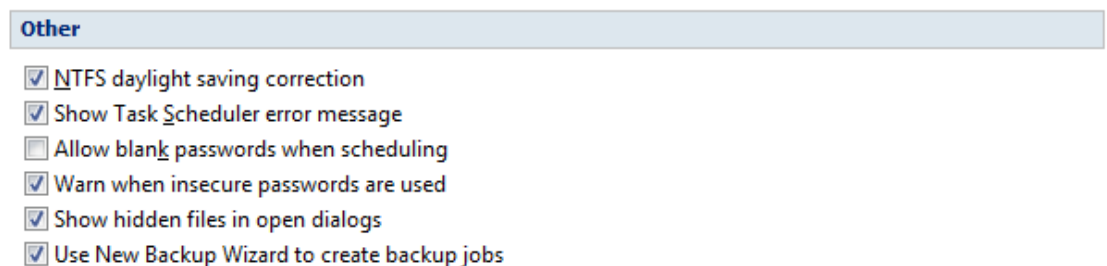 Other
NTFS daylight saving correction
Show Task Scheduler error message
Allow blank passwords when scheduling
Warn when insecure passwords are used
Show hidden files in open dialogs
Use New Backup Wizard to create backup jobs